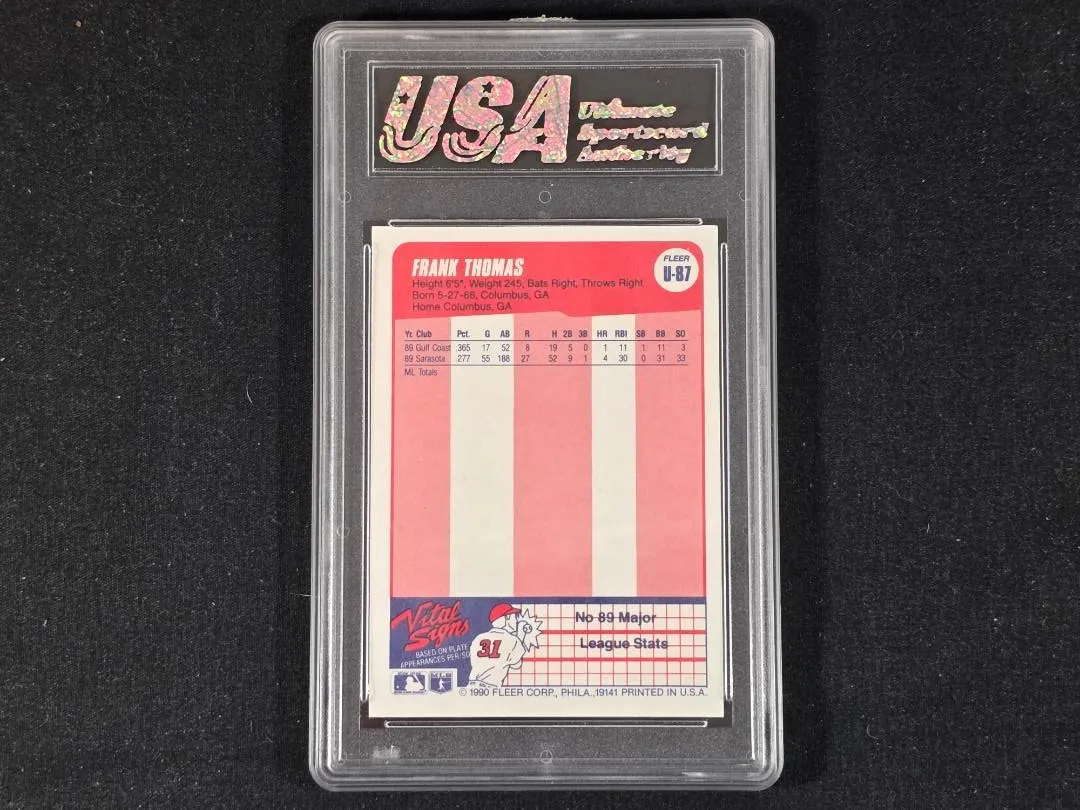 USA
Ultimate
Sportscard
Authority
FRANK THOMAS
FLEER
U-87
Height 6'5", Weight 245, Bats Right, Throws Right
Born 5-27-68, Columbus, GA
Home Columbus, GA
Yr. Club Pct. G AB R H 2B 3B HR RBI SB BB SO
89 Gulf Coast .365 17 52 8 19 5 0 1 11 1 11 3
89 Sarasota .277 55 188 27 52 9 1 4 30 0 31 33
ML Totals
Vital
Signs
BASED ON PLATE
APPEARANCES PER/SO
31
No 89 Major
League Stats
© 1990 FLEER CORP., PHILA.,19141 PRINTED IN U.S.A.